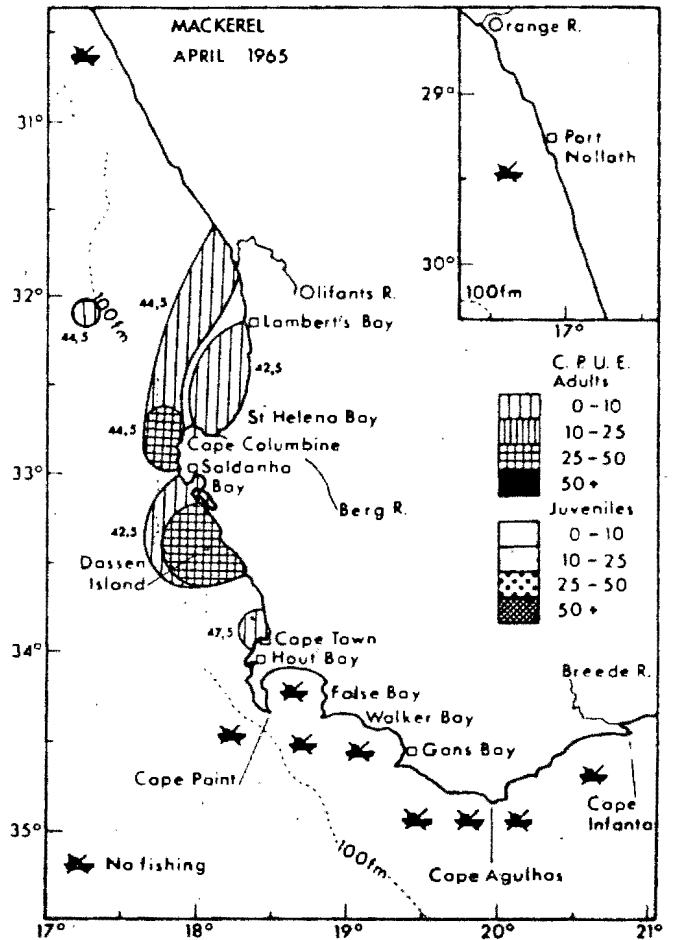 MACKEREL
APRIL 1965
Orange R.
29°
Port
Nolloth
30°
100fm
17°
31°
32°
33°
34°
35°
44,5
100fm
44,5
Olifants R.
Lambert's Bay
42,5
St Helena Bay
44,5
Cape Columbine
Saldanha
Bay
Berg R.
42,5
Dassen
Island
47,5
Cape Town
Hout Bay
False Bay
Walker Bay
Gans Bay
Breede R.
Cape Point
Cape
Infanta
100fm
Cape Agulhas
No fishing
C. P. U. E.
Adults
0-10
10-25
25-50
50+
Juveniles
0-10
10-25
25-50
50+
17°
18°
19°
20°
21°